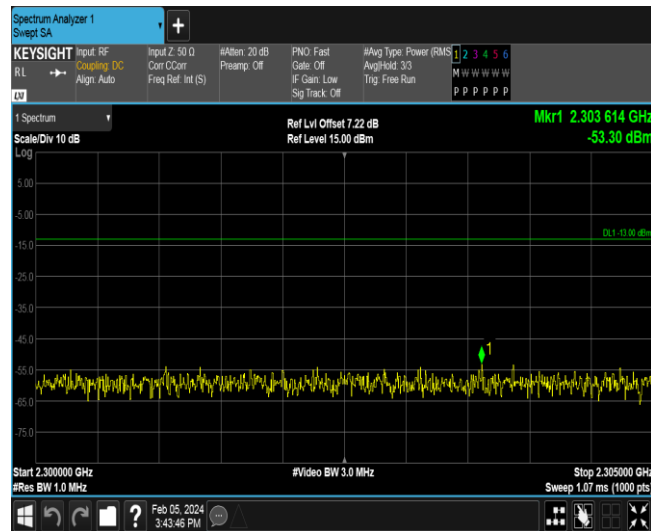 Spectrum Analyzer 1
Swept SA
+
KEYSIGHT
RL
LXI
Input: RF
Coupling: DC
Align: Auto
Input Z: 50 Ω
Corr CCorr
Freq Ref: Int (S)
#Atten: 20 dB
Preamp: Off
PNO: Fast
Gate: Off
IF Gain: Low
Sig Track: Off
#Avg Type: Power (RMS
Avg|Hold: 3/3
Trig: Free Run
1 2 3 4 5 6
M W W W W W
P P P P P P
1 Spectrum
Scale/Div 10 dB
Log
Ref Lvl Offset 7.22 dB
Ref Level 15.00 dBm
Mkr1 2.303 614 GHz
-53.30 dBm
5.00
-5.00
DL1 -13.00 dBm
-15.0
-25.0
-35.0
-45.0
1
-55.0
-65.0
-75.0
Start 2.300000 GHz
#Res BW 1.0 MHz
#Video BW 3.0 MHz
Stop 2.305000 GHz
Sweep 1.07 ms (1000 pts)
?
Feb 05, 2024
3:43:46 PM